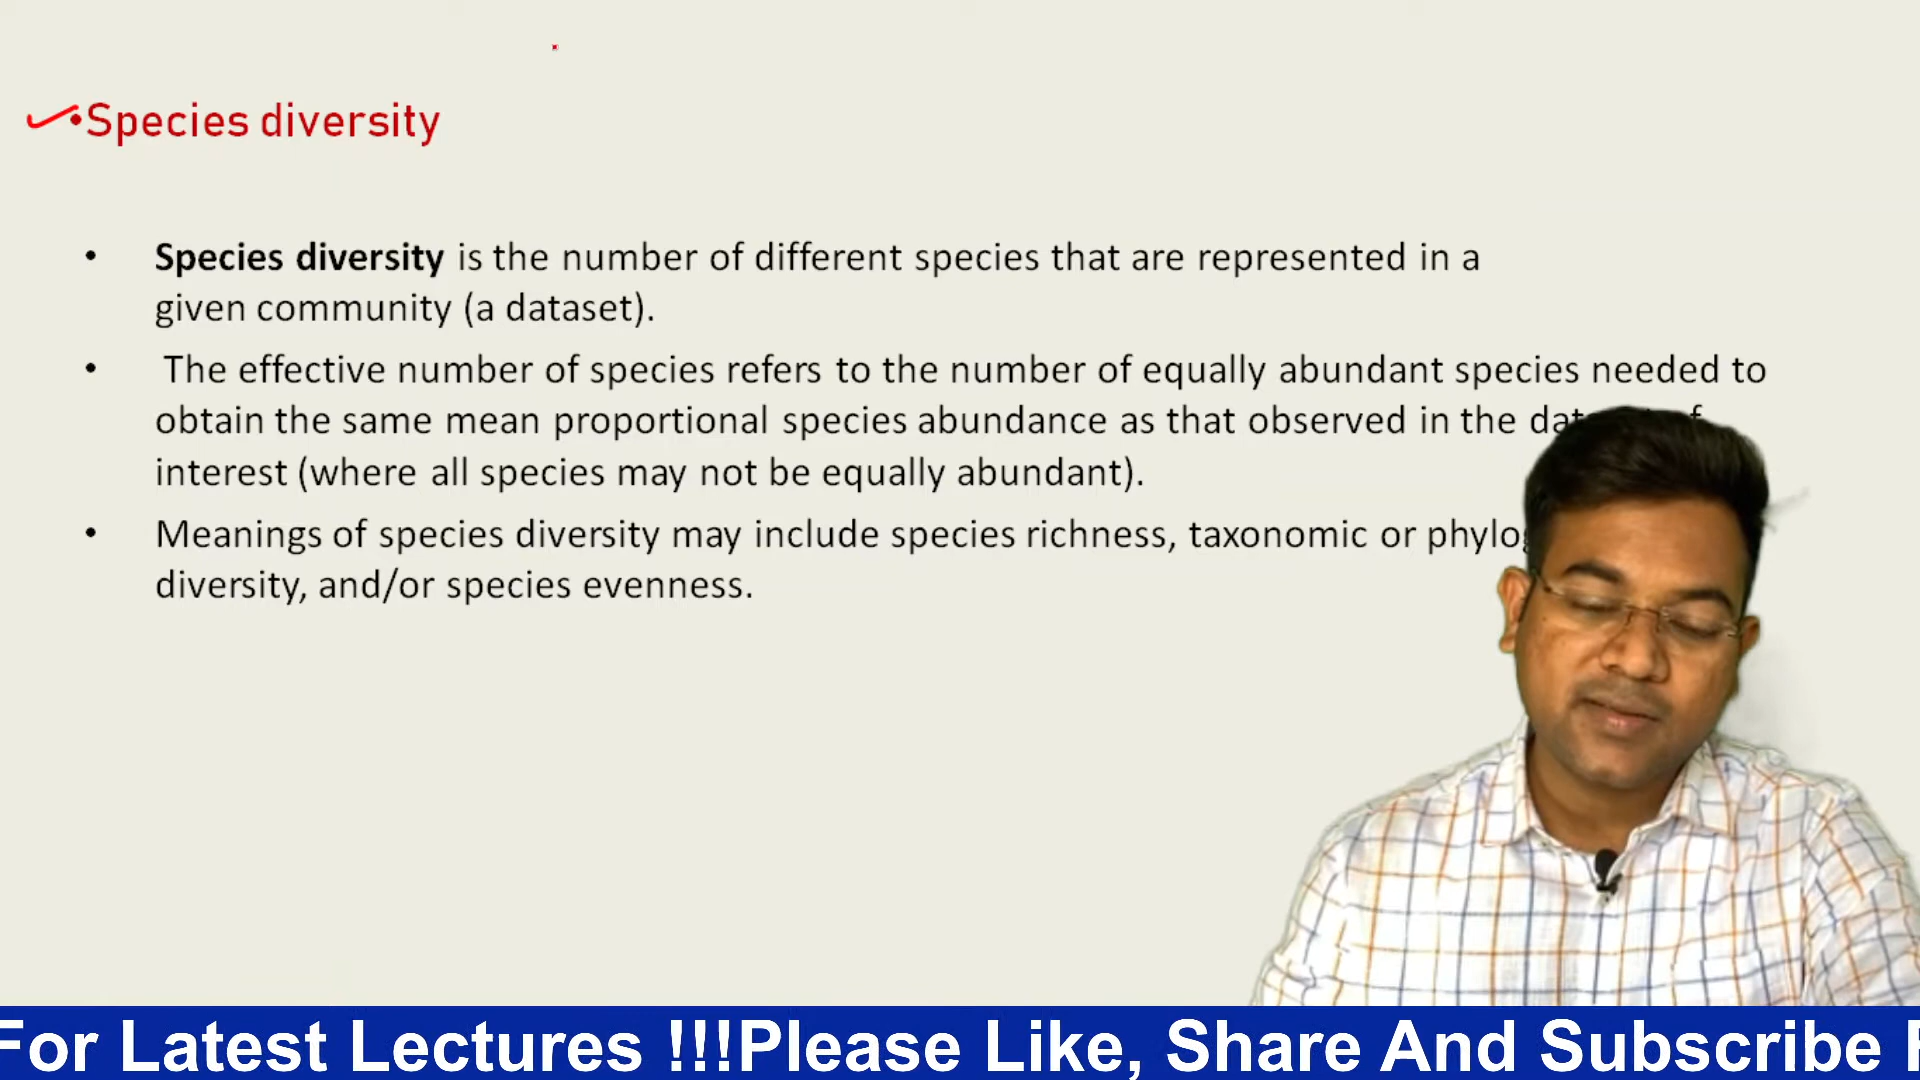 •Species diversity
• Species diversity is the number of different species that are represented in a
given community (a dataset).
• The effective number of species refers to the number of equally abundant species needed to
obtain the same mean proportional species abundance as that observed in the
interest (where all species may not be equally abundant).
• Meanings of species diversity may include species richness, taxonomic or
diversity, and/or species evenness.
For Latest Lectures !!!Please Like, Share And Subscribe